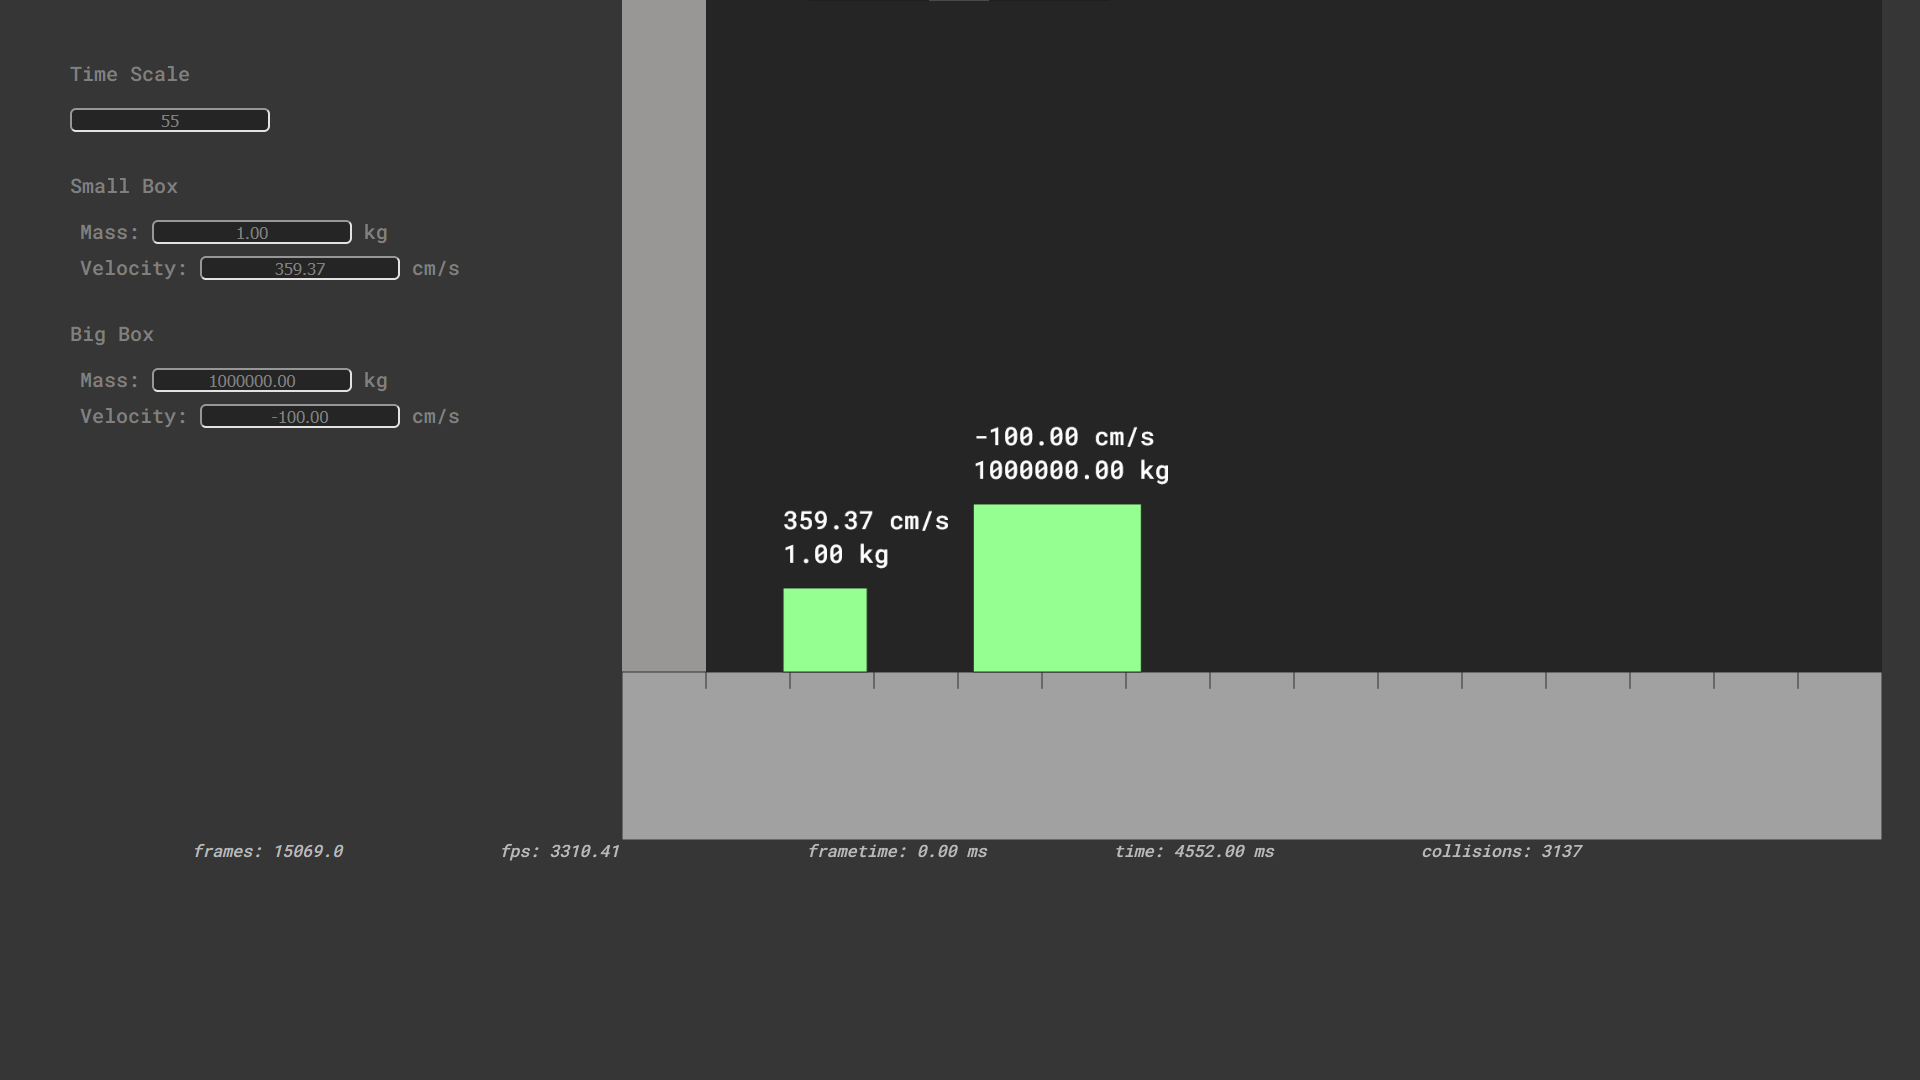 Time Scale
55
Small Box
Mass: 1.00 kg
Velocity: 359.37 cm/s
Big Box
Mass: 1000000.00 kg
Velocity: -100.00 cm/s
-100.00 cm/s
1000000.00 kg
359.37 cm/s
1.00 kg
frames: 15069.0 fps: 3310.41 frametime: 0.00 ms time: 4552.00 ms collisions: 3137